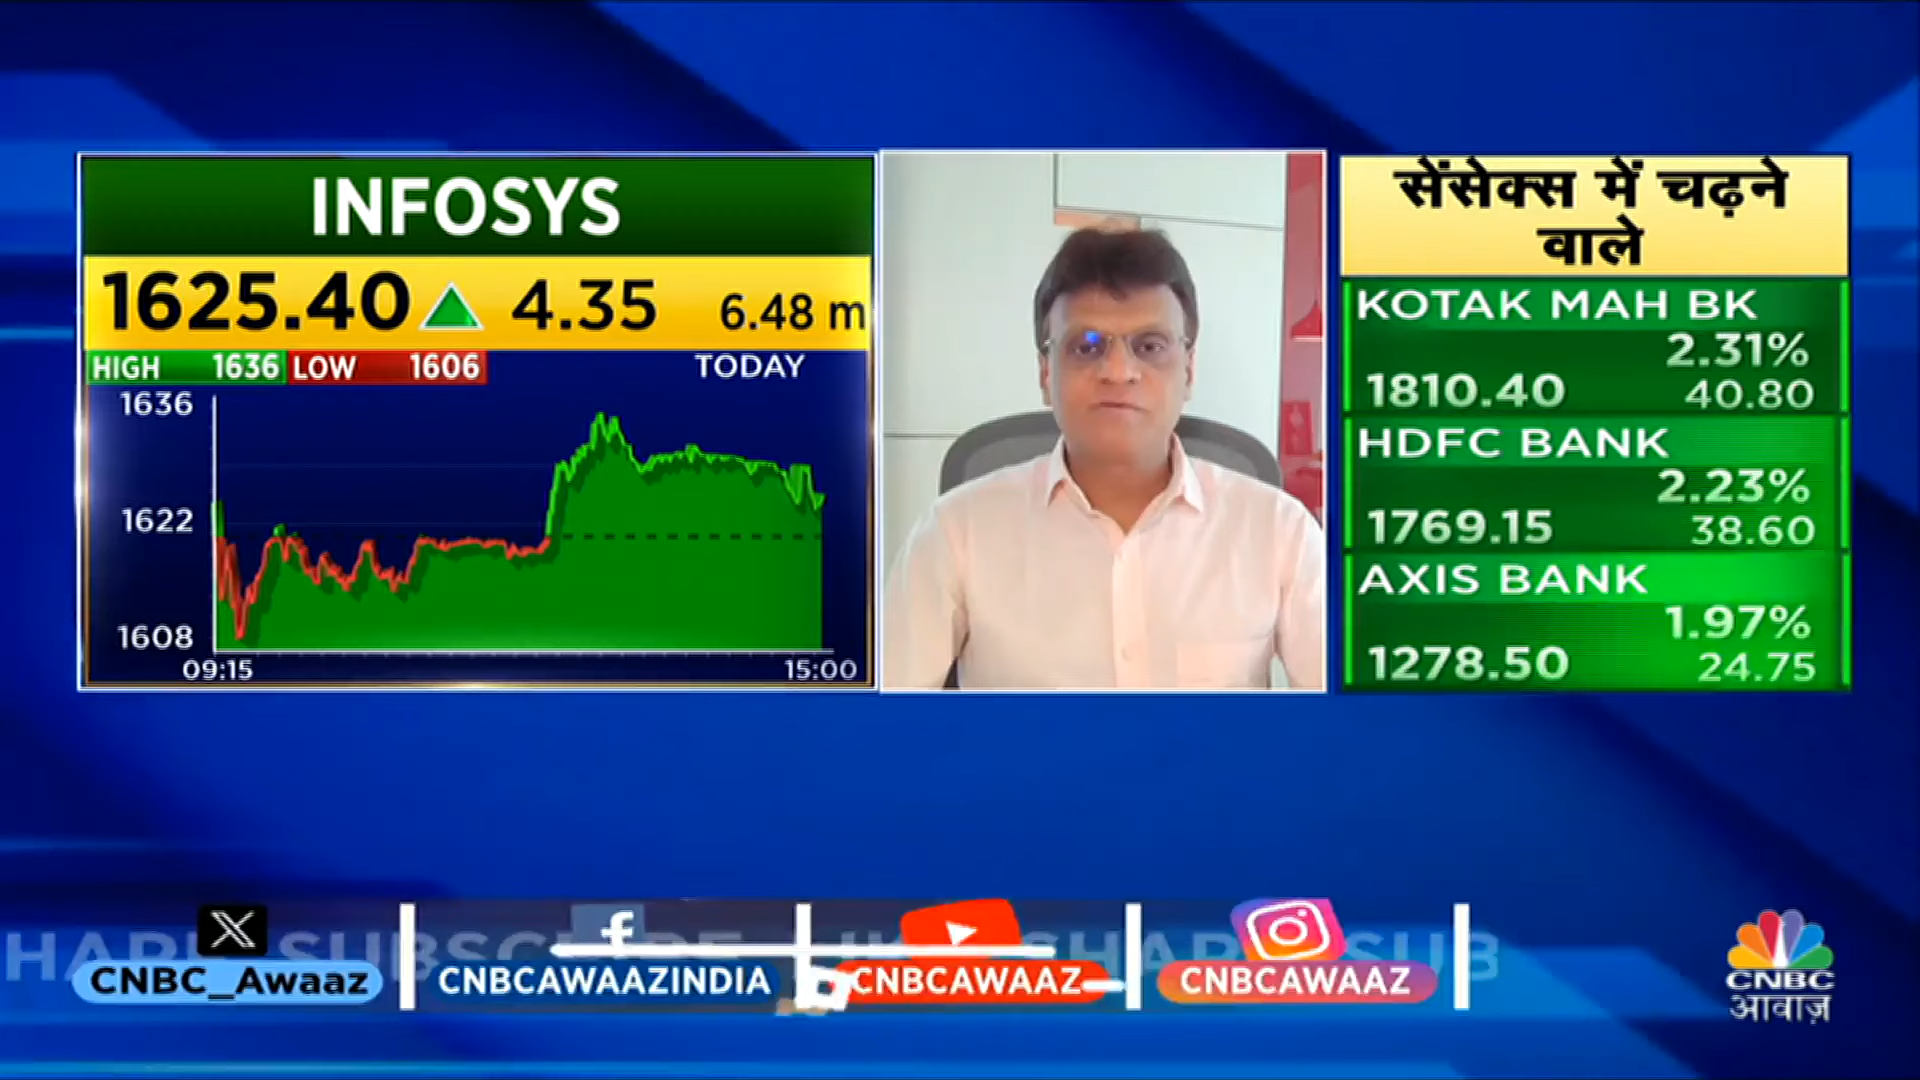 INFOSYS
1625.40 4.35 6.48 m
HIGH 1636 LOW 1606 TODAY
1636
1622
1608
09:15 15:00
सेंसेक्स में चढ़ने
वाले
KOTAK MAH BK
2.31%
1810.40 40.80
HDFC BANK
2.23%
1769.15 38.60
AXIS BANK
1.97%
1278.50 24.75
CNBC_Awaaz
CNBCAWAAZINDIA
CNBCAWAAZ
CNBCAWAAZ
CNBC
आवाज़